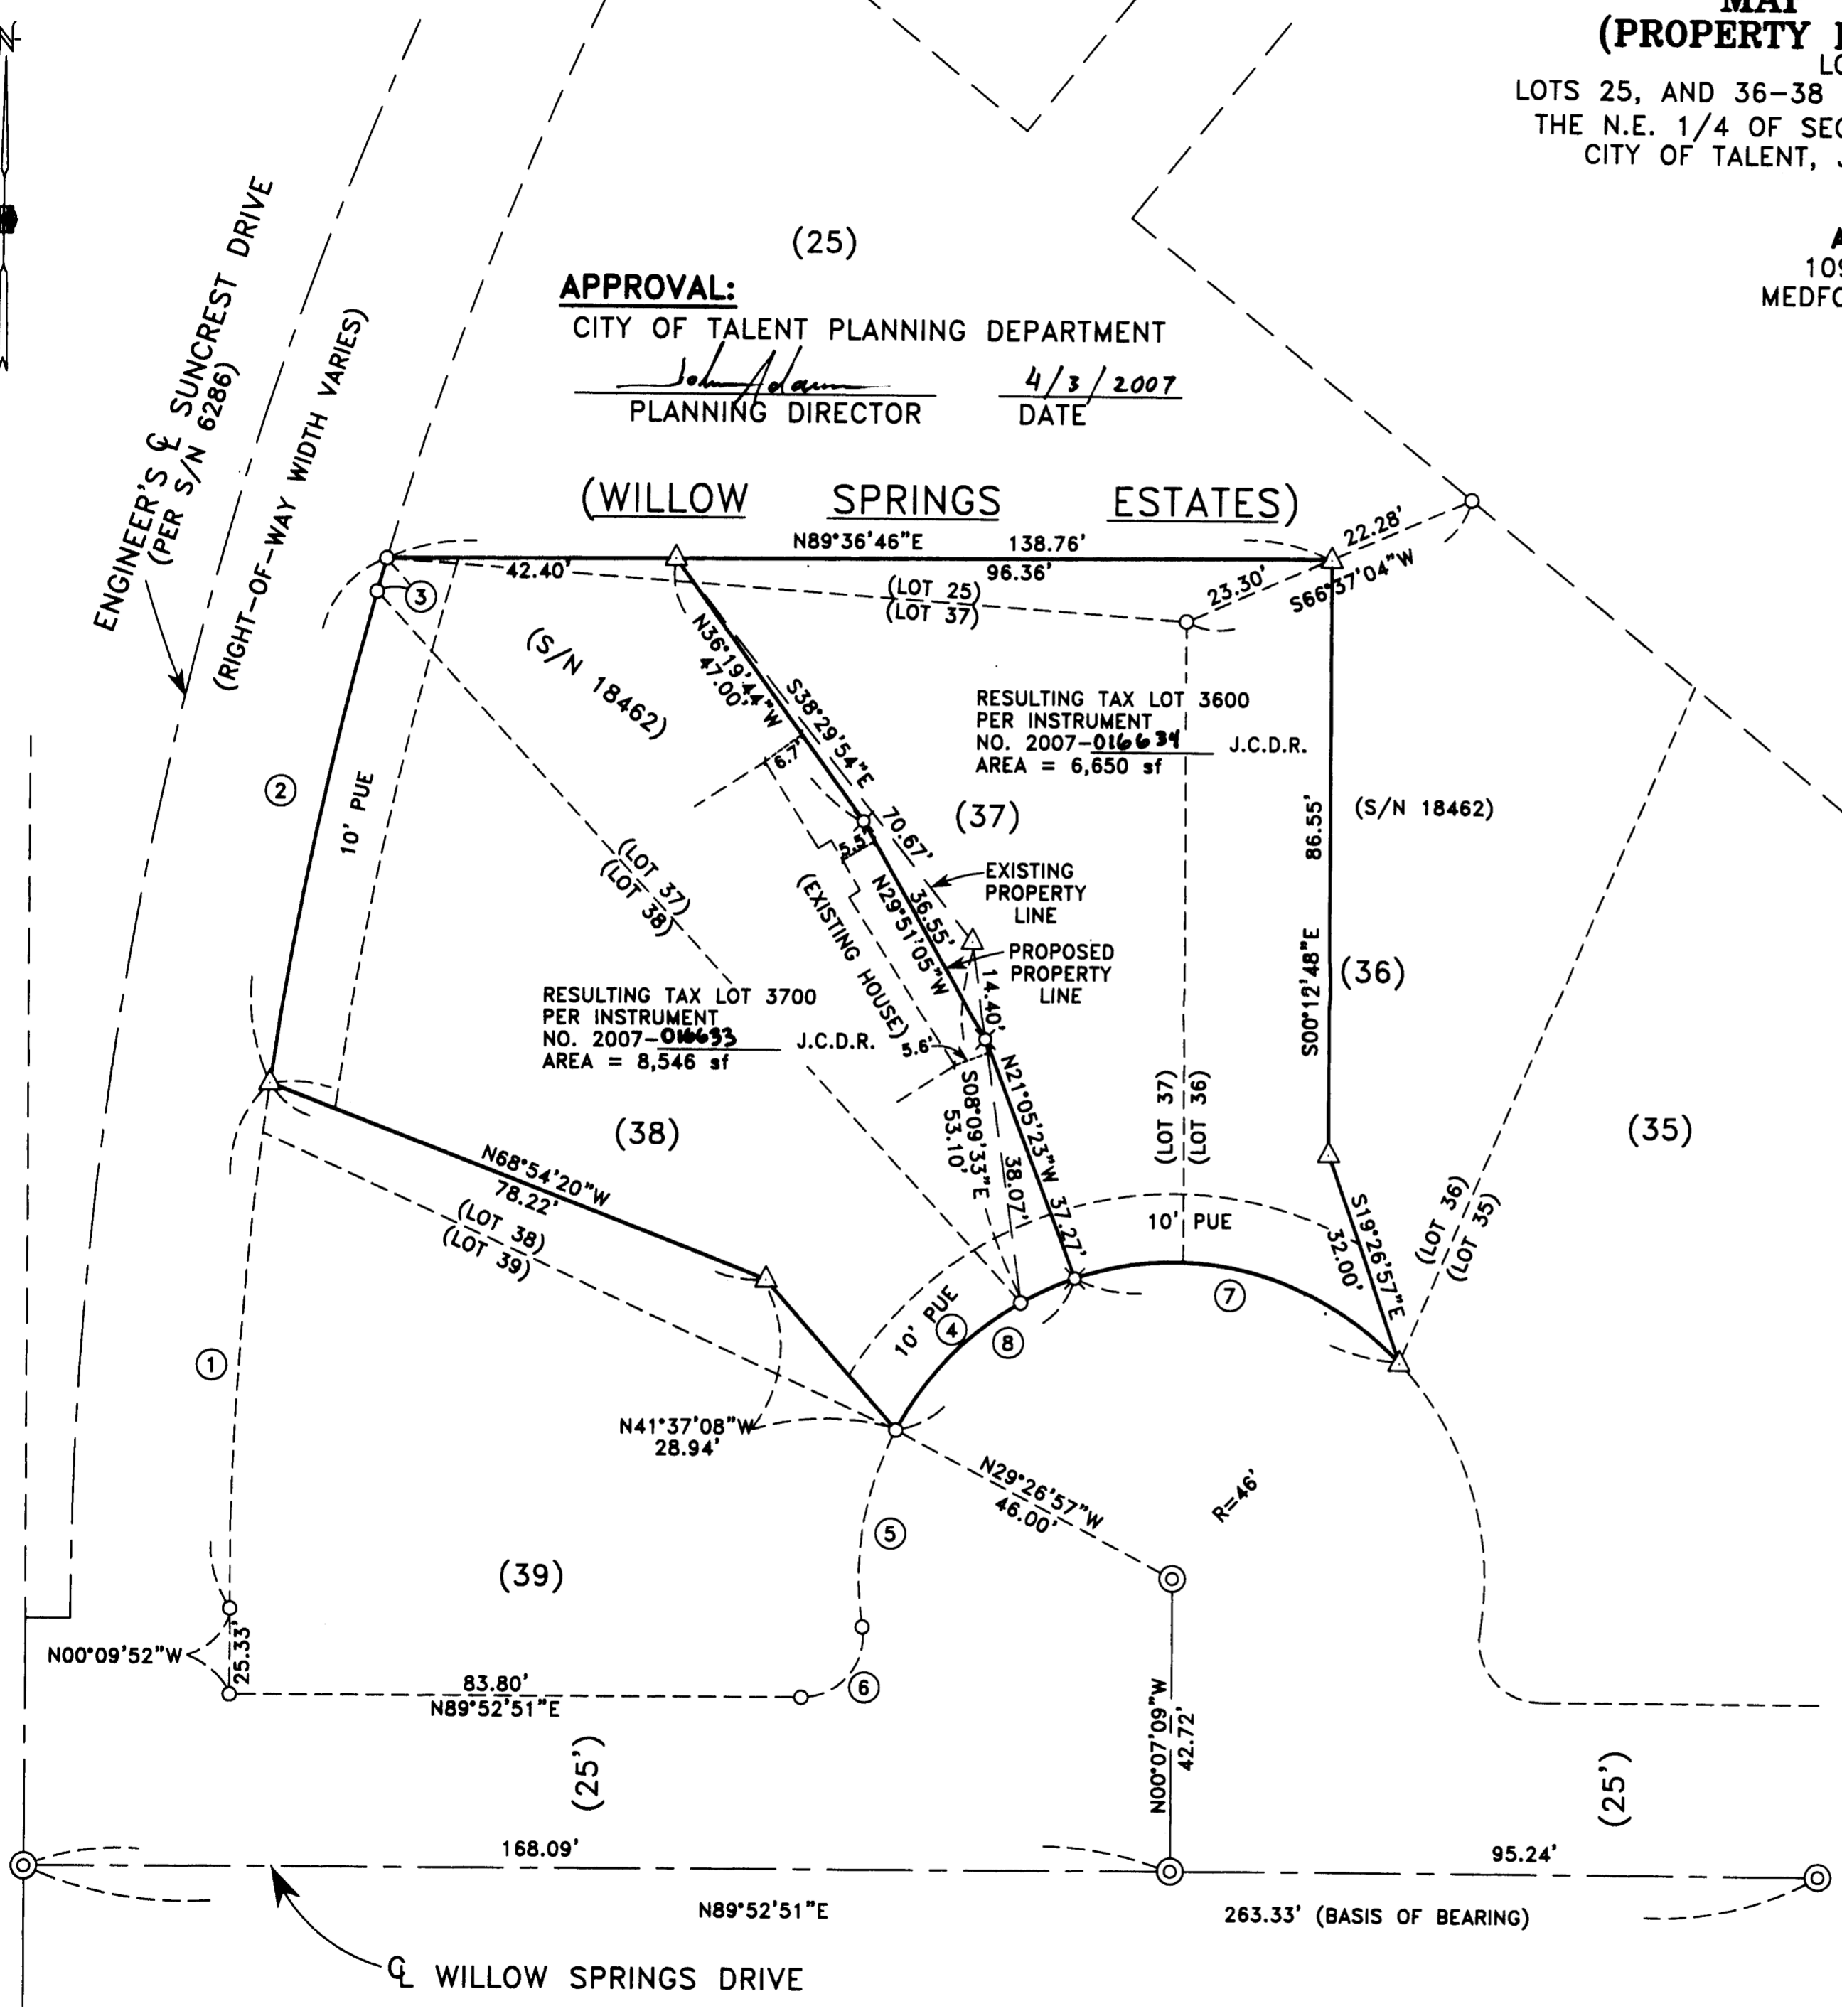 N
MAP
(PROPERTY
LO
LOTS 25, AND 36-38
THE N.E. 1/4 OF SEC
CITY OF TALENT, J
A
109
MEDFO
ENGINEER'S ℄ SUNCREST DRIVE
(PER S/N 6286)
(RIGHT-OF-WAY WIDTH VARIES)
(25)
APPROVAL:
CITY OF TALENT PLANNING DEPARTMENT
John Adam
4/3/2007
PLANNING DIRECTOR
DATE
(WILLOW SPRINGS ESTATES)
N89°36'46"E 138.76'
42.40'
96.36'
22.28'
23.30'
S66°37'04"W
(LOT 25)
(LOT 37)
3
(S/N 18462)
N36°19'44"W
47.00'
S38°29'54"E
70.67'
6.7'
5.5'
RESULTING TAX LOT 3600
PER INSTRUMENT
NO. 2007-016634 J.C.D.R.
AREA = 6,650 sf
2
10' PUE
(37)
86.55'
S00°12'48"E
(S/N 18462)
(LOT 37)
(LOT 38)
(EXISTING HOUSE)
N29°51'05"W
36.55'
EXISTING
PROPERTY
LINE
PROPOSED
PROPERTY
LINE
14.40'
(36)
RESULTING TAX LOT 3700
PER INSTRUMENT
NO. 2007-016633 J.C.D.R.
AREA = 8,546 sf
5.6'
S08°09'33"E
53.10'
38.07'
N21°05'23"W 37.27'
(LOT 37)
(LOT 36)
(38)
(35)
N68°54'20"W
78.22'
(LOT 38)
(LOT 39)
10' PUE
S19°26'57"E
32.00'
(LOT 36)
(LOT 35)
10' PUE
4
8
7
1
N41°37'08"W
28.94'
N29°26'57"W
46.00'
R=46'
5
(39)
N00°09'52"W
25.33'
83.80'
N89°52'51"E
6
N00°07'09"W
42.72'
(25')
(25')
168.09'
95.24'
N89°52'51"E
263.33' (BASIS OF BEARING)
℄ WILLOW SPRINGS DRIVE